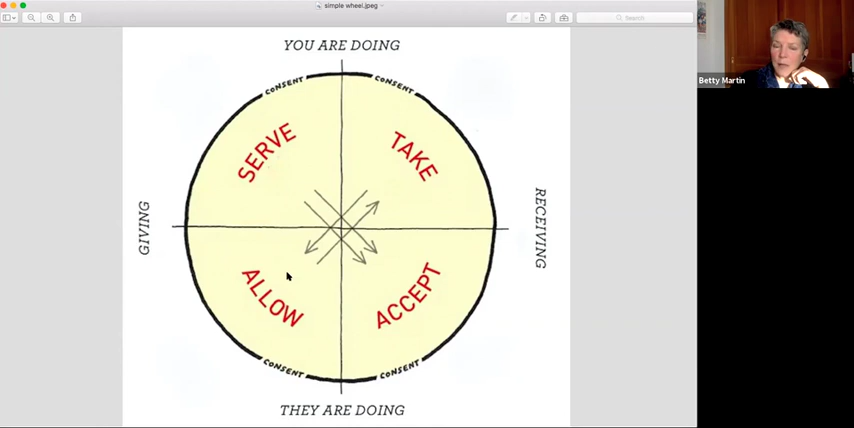 simple wheel.jpeg
Search
YOU ARE DOING
CONSENT
CONSENT
SERVE
TAKE
GIVING
RECEIVING
ALLOW
ACCEPT
CONSENT
CONSENT
THEY ARE DOING
Betty Martin